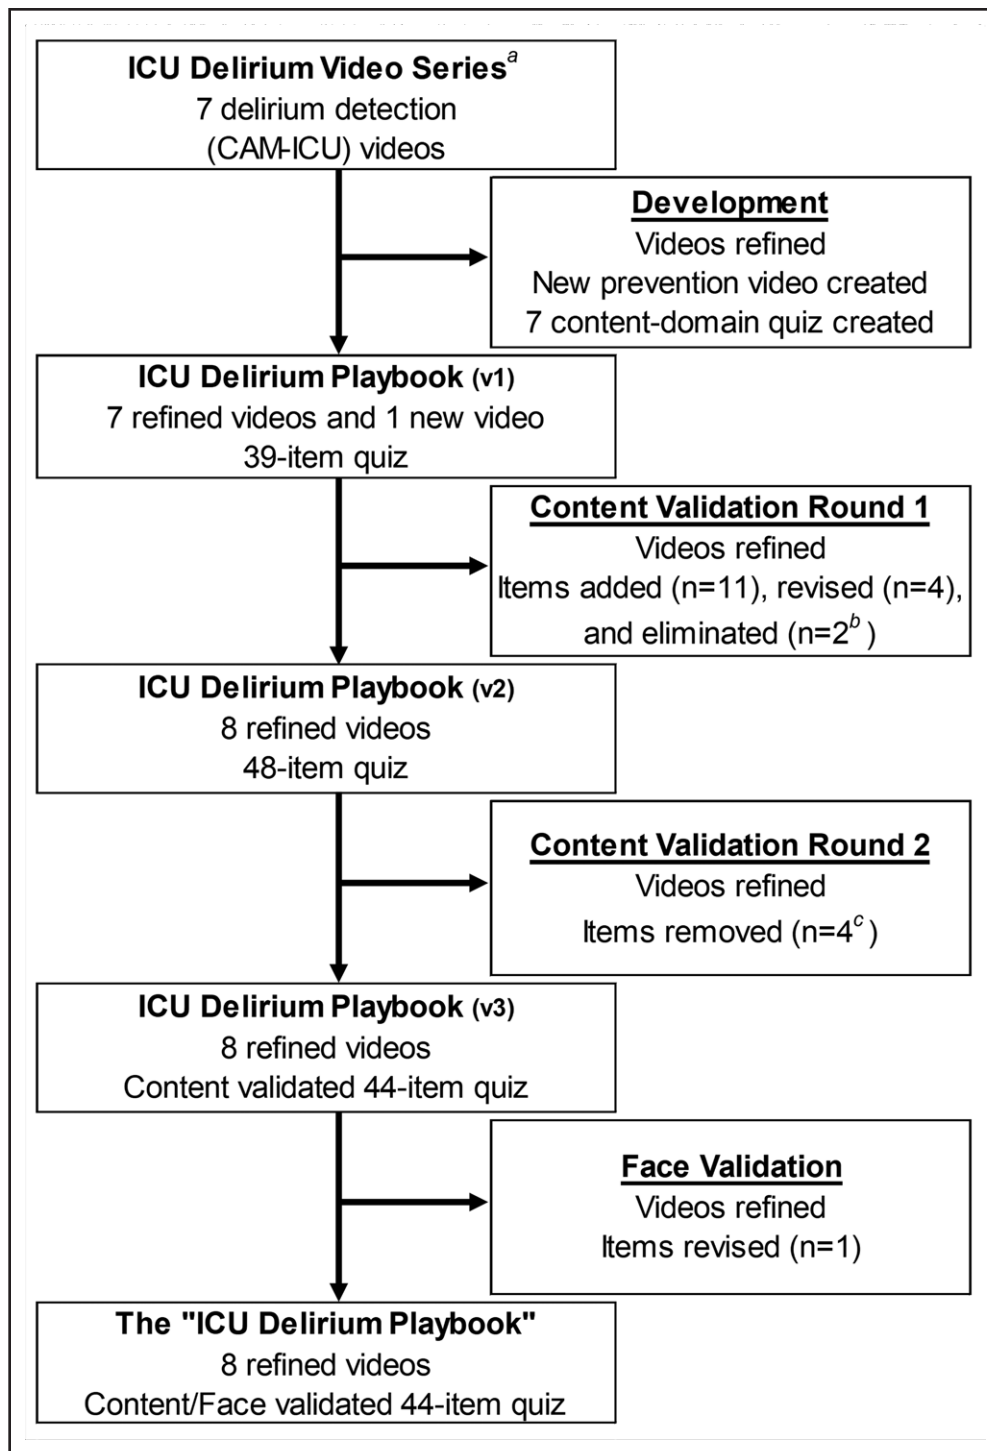 ICU Delirium Video Seriesa
7 delirium detection
(CAM-ICU) videos
Development
Videos refined
New prevention video created
7 content-domain quiz created
ICU Delirium Playbook (v1)
7 refined videos and 1 new video
39-item quiz
Content Validation Round 1
Videos refined
Items added (n=11), revised (n=4),
and eliminated (n=2b)
ICU Delirium Playbook (v2)
8 refined videos
48-item quiz
Content Validation Round 2
Videos refined
Items removed (n=4c)
ICU Delirium Playbook (v3)
8 refined videos
Content validated 44-item quiz
Face Validation
Videos refined
Items revised (n=1)
The "ICU Delirium Playbook"
8 refined videos
Content/Face validated 44-item quiz